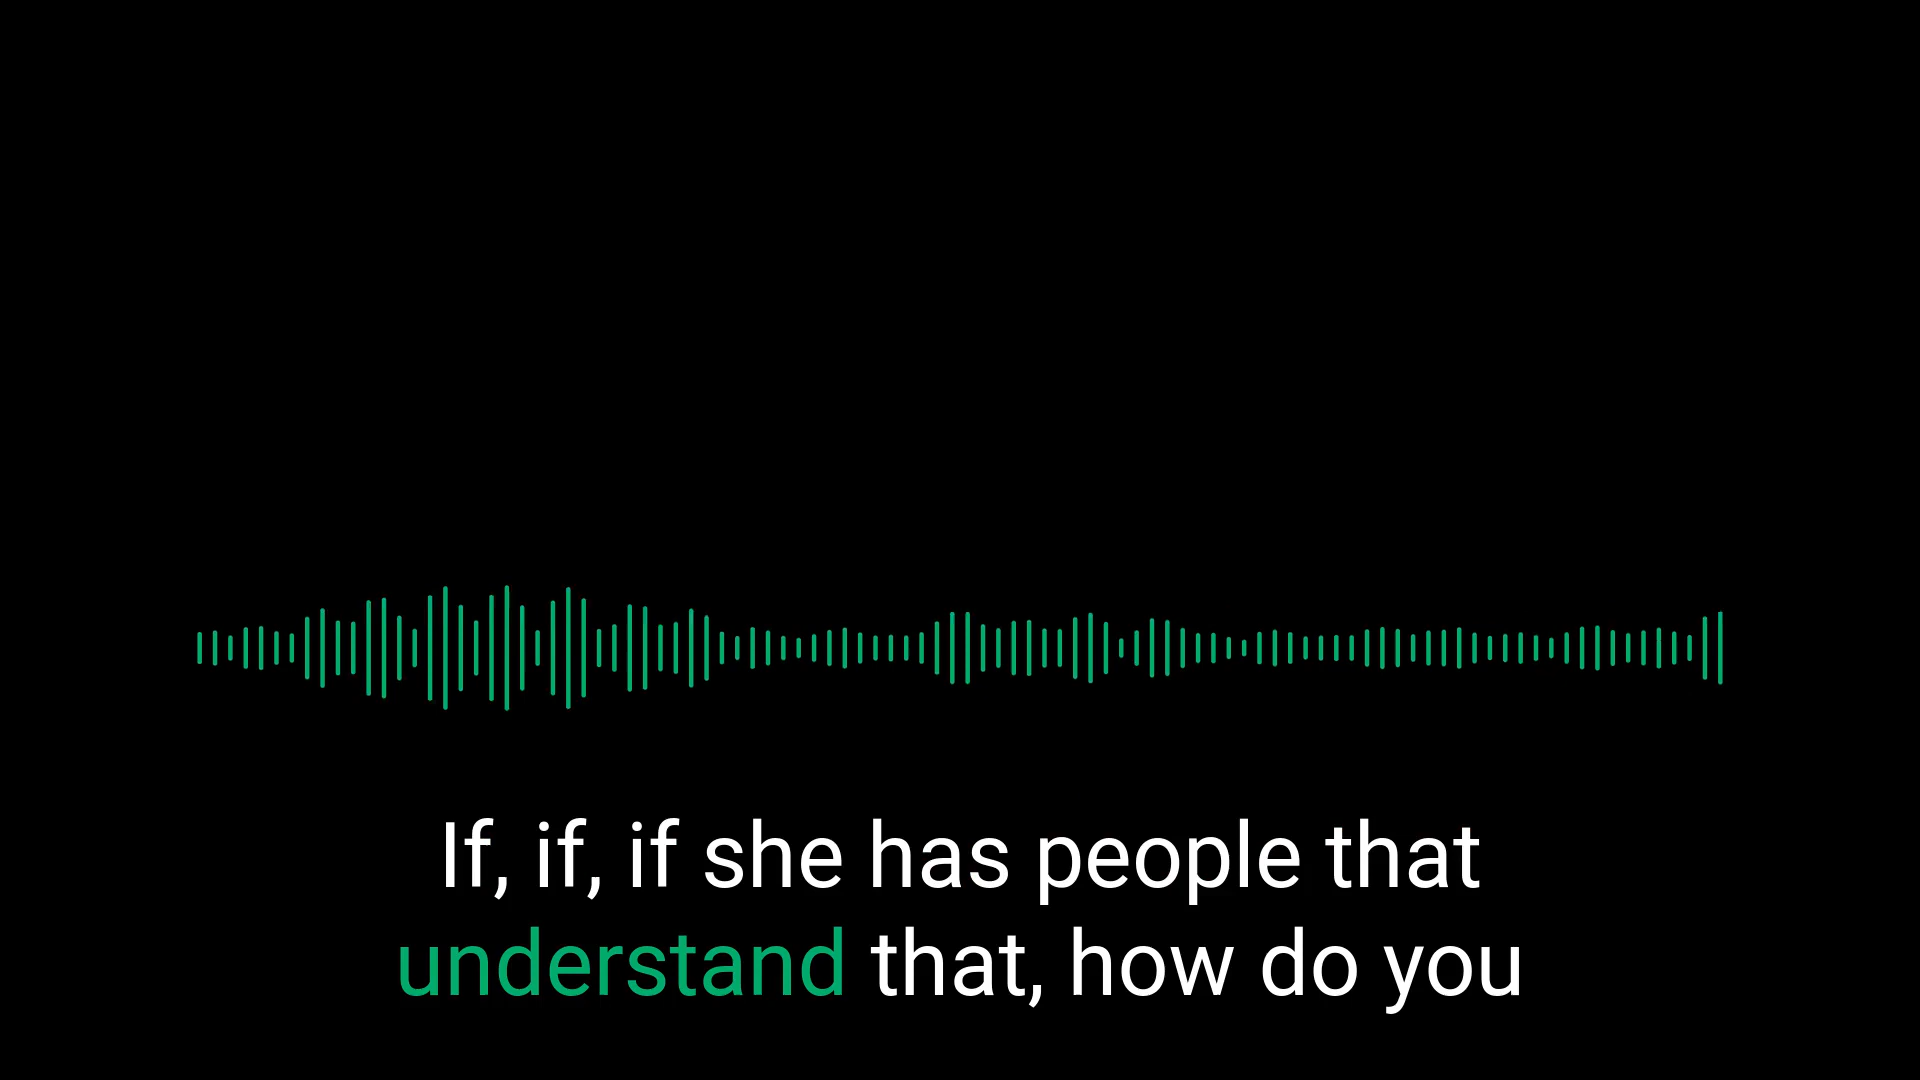 If, if, if she has people that
understand that, how do you